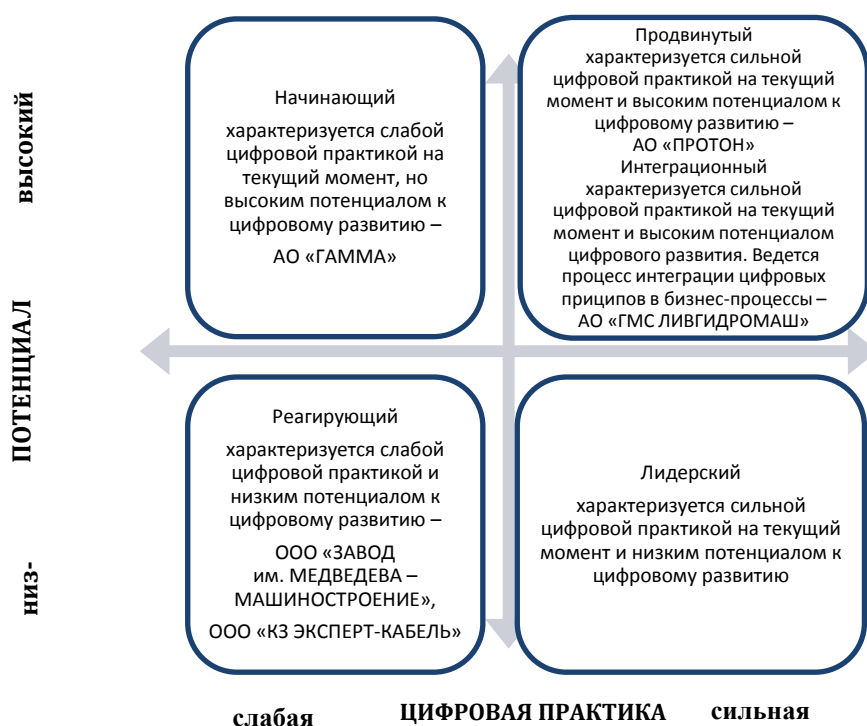 высокий
ПОТЕНЦИАЛ
низ-
Начинающий
характеризуется слабой
цифровой практикой на
текущий момент, но
высоким потенциалом к
цифровому развитию –
АО «ГАММА»
Продвинутый
характеризуется сильной
цифровой практикой на текущий
момент и высоким потенциалом к
цифровому развитию –
АО «ПРОТОН»
Интеграционный
характеризуется сильной
цифровой практикой на текущий
момент и высоким потенциалом
цифрового развития. Ведется
процесс интеграции цифровых
приципов в бизнес-процессы –
АО «ГМС ЛИВГИДРОМАШ»
Реагирующий
характеризуется слабой
цифровой практикой и
низким потенциалом к
цифровому развитию –
ООО «ЗАВОД
им. МЕДВЕДЕВА –
МАШИНОСТРОЕНИЕ»,
ООО «КЗ ЭКСПЕРТ-КАБЕЛЬ»
Лидерский
характеризуется сильной
цифровой практикой на текущий
момент и низким потенциалом к
цифровому развитию
слабая ЦИФРОВАЯ ПРАКТИКА сильная